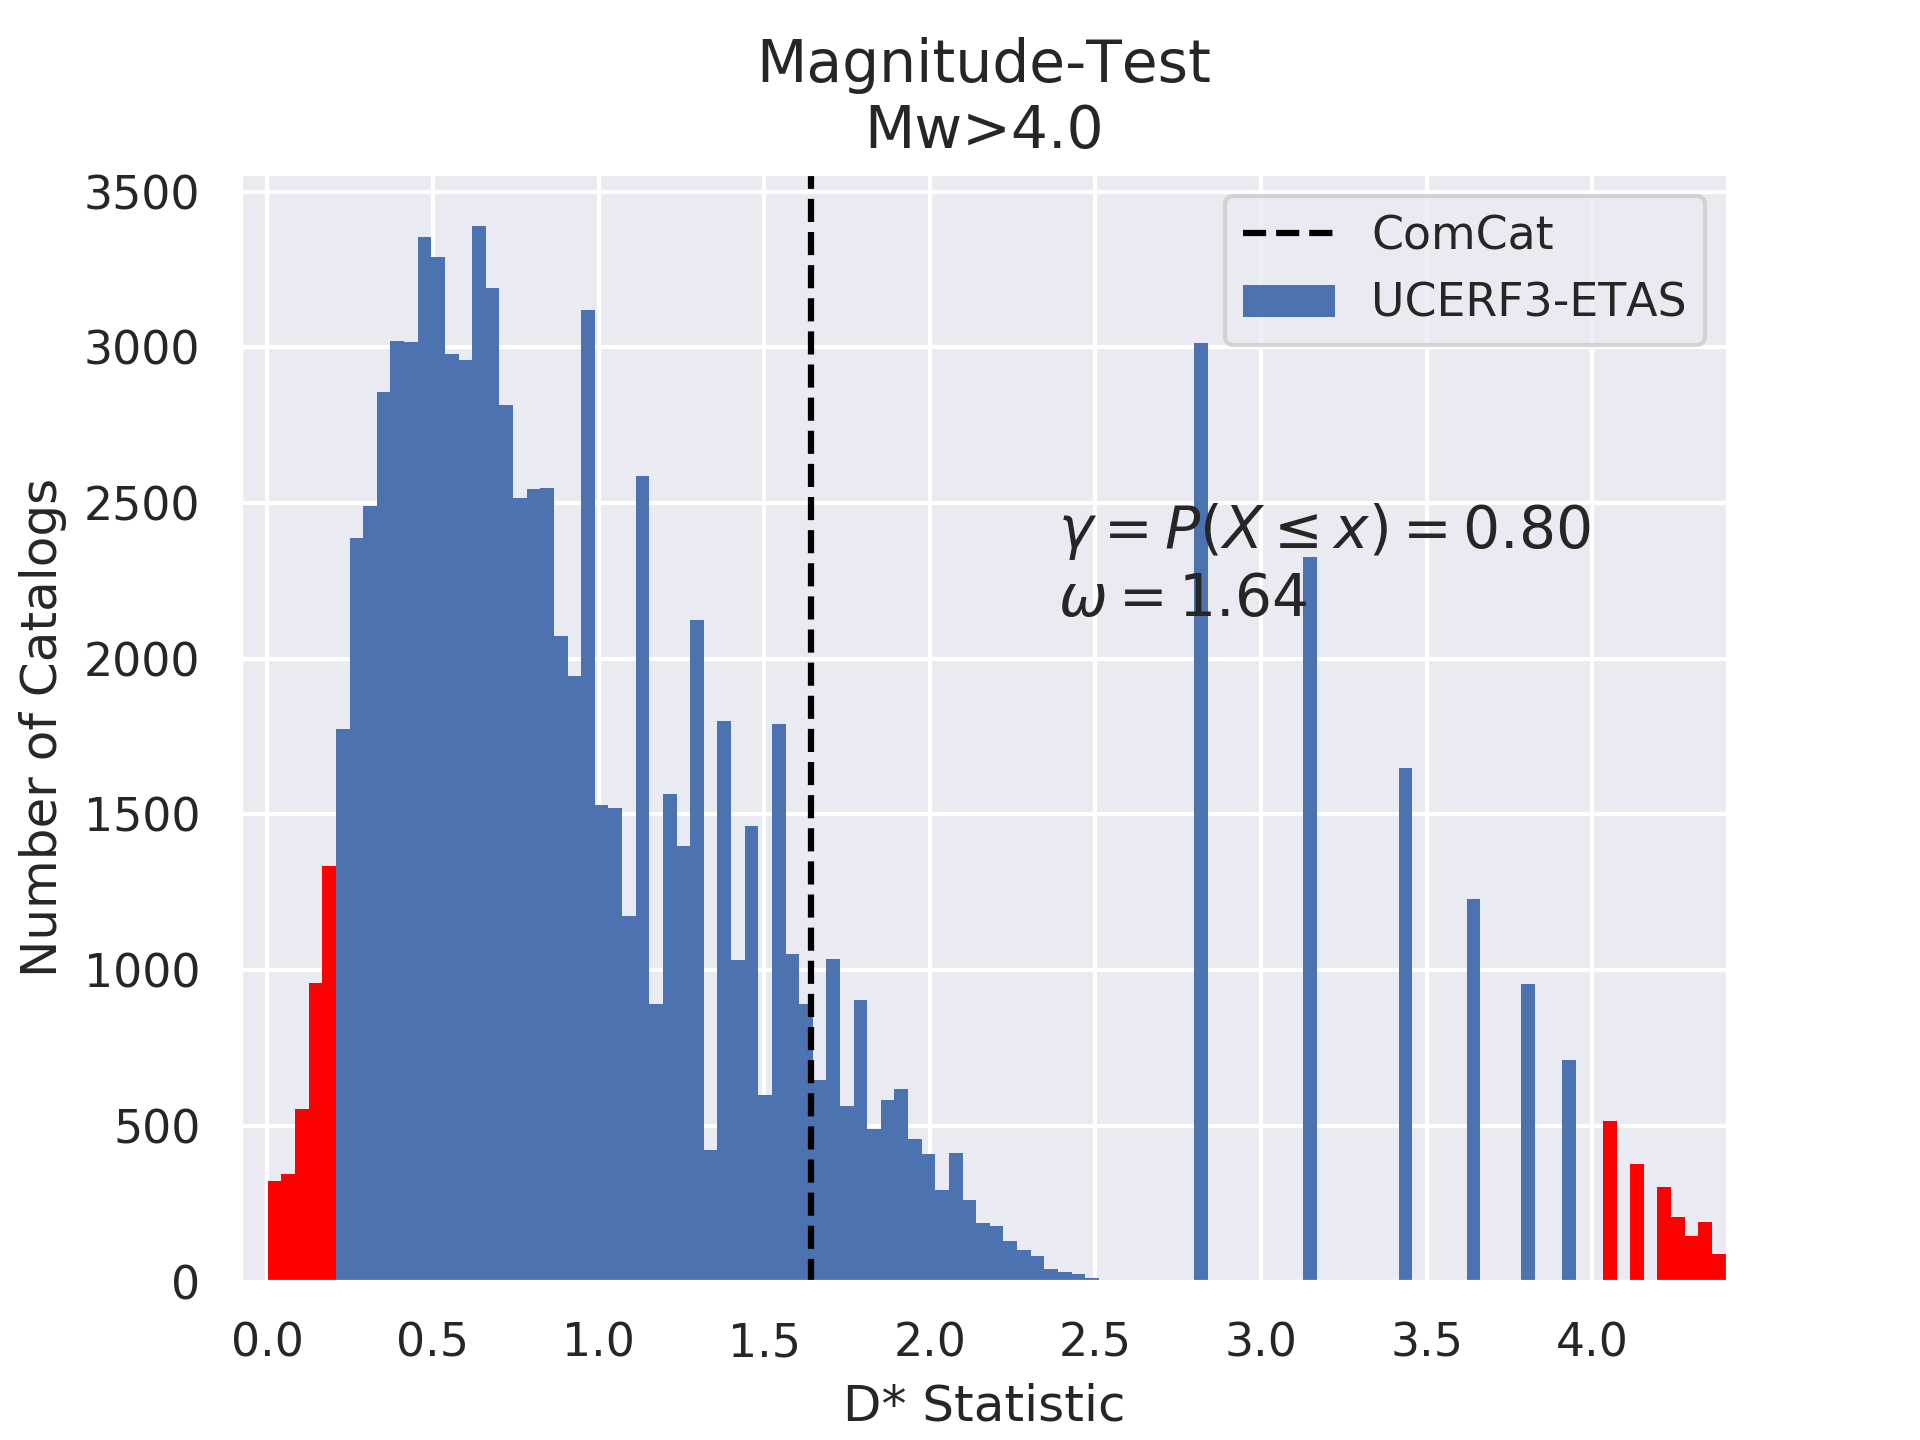 Magnitude-Test
Mw>4.0
3500
3000
2500
2000
1500
1000
500
0
Number of Catalogs
ComCat
UCERF3-ETAS
γ = P(X ≤ x) = 0.80
ω = 1.64
0.0 0.5 1.0 1.5 2.0 2.5 3.0 3.5 4.0
D* Statistic